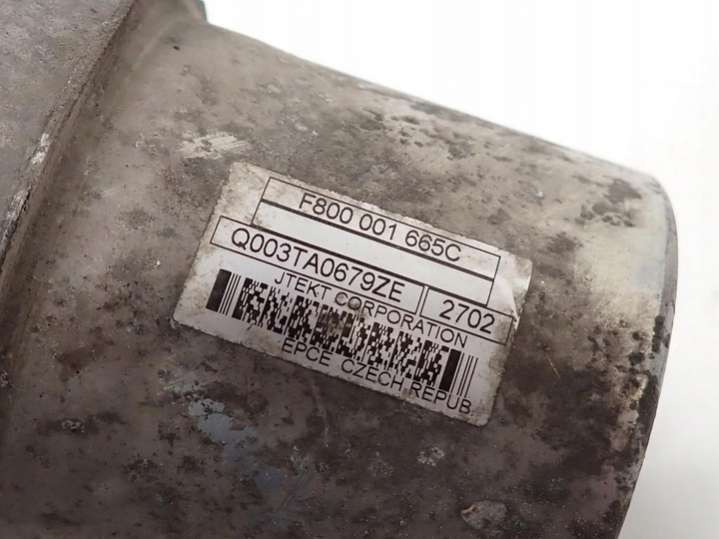 F800 001 665C
Q003TA0679ZE 2702
JTEKT CORPORATION
EPCE CZECH REPUB